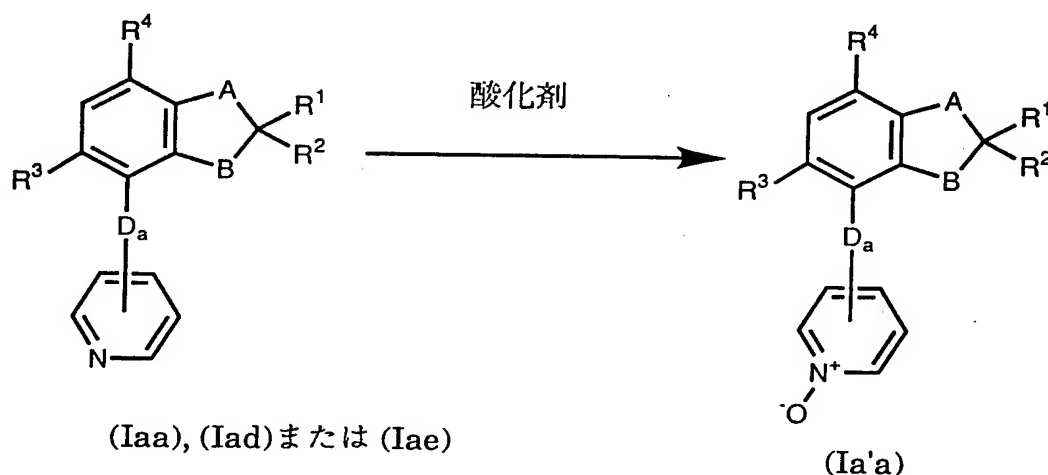 R⁴
A
R¹
R²
B
R³
Dₐ
N
(Iaa), (Iad)または (Iae)
酸化剤
R⁴
A
R¹
R²
B
R³
Dₐ
N⁺
⁻O
(Ia'a)